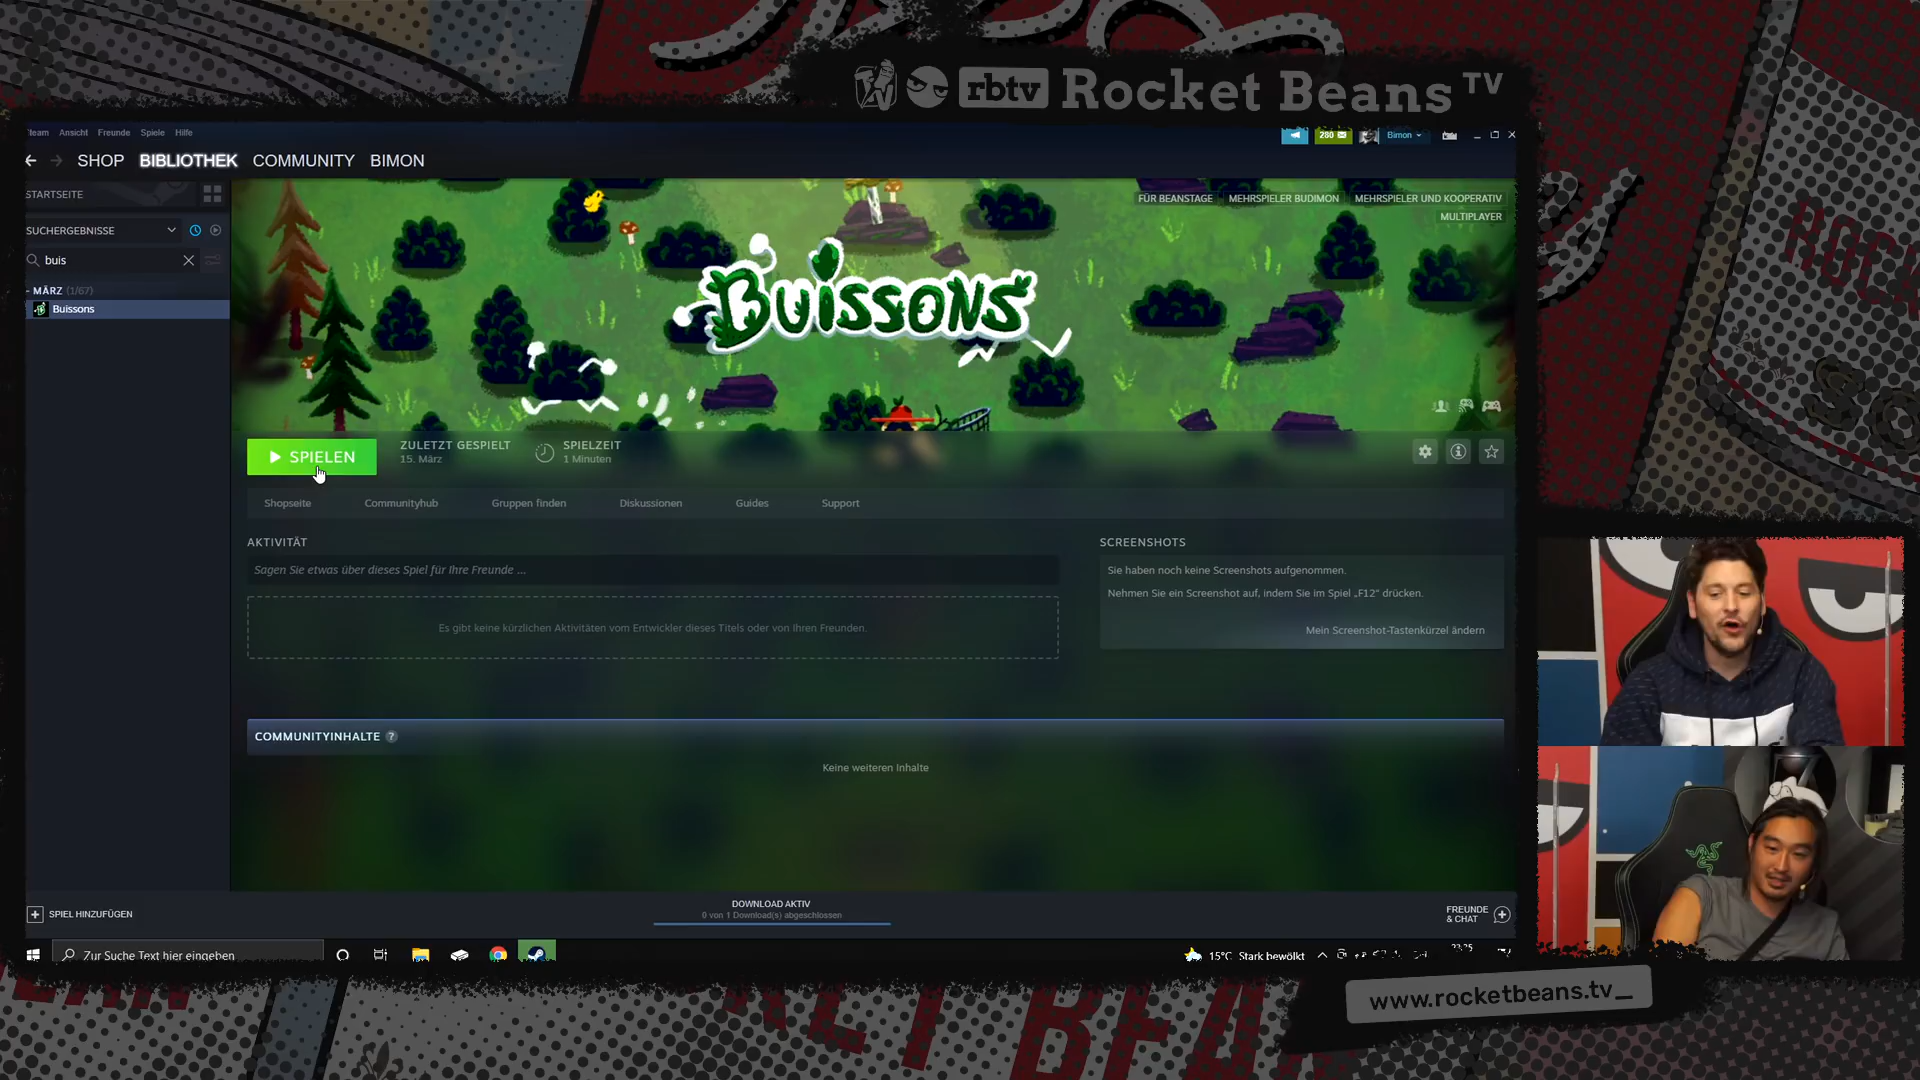 rbtv Rocket Beans TV
team Ansicht Freunde Spiele Hilfe
280 Bimon
SHOP BIBLIOTHEK COMMUNITY BIMON
STARTSEITE
FÜR BEANSTAGE MEHRSPIELER BUDIMON MEHRSPIELER UND KOOPERATIV
MULTIPLAYER
SUCHERGEBNISSE
buis
- MÄRZ (1/67)
Buissons
BUISSONS
SPIELEN
ZULETZT GESPIELT
15. März
SPIELZEIT
1 Minuten
Shopseite Communityhub Gruppen finden Diskussionen Guides Support
AKTIVITÄT
Sagen Sie etwas über dieses Spiel für Ihre Freunde ...
Es gibt keine kürzlichen Aktivitäten vom Entwickler dieses Titels oder von Ihren Freunden.
SCREENSHOTS
Sie haben noch keine Screenshots aufgenommen.
Nehmen Sie ein Screenshot auf, indem Sie im Spiel „F12“ drücken.
Mein Screenshot-Tastenkürzel ändern
COMMUNITYINHALTE ?
Keine weiteren Inhalte
SPIEL HINZUFÜGEN
DOWNLOAD AKTIV
0 von 1 Download(s) abgeschlossen
FREUNDE
& CHAT
Zur Suche Text hier eingeben
15°C Stark bewölkt
www.rocketbeans.tv_